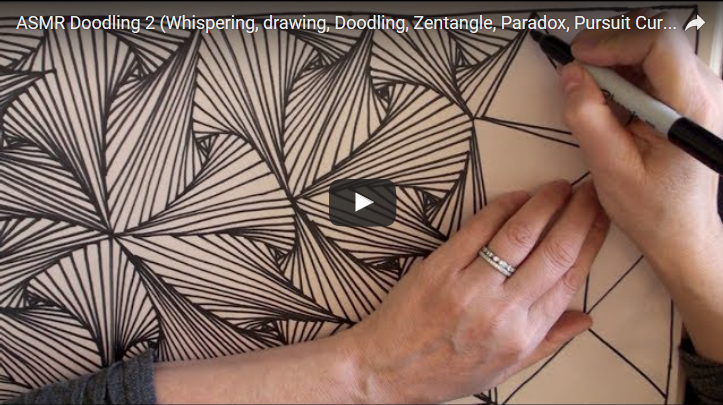 ASMR Doodling 2 (Whispering, drawing, Doodling, Zentangle, Paradox, Pursuit Cur...